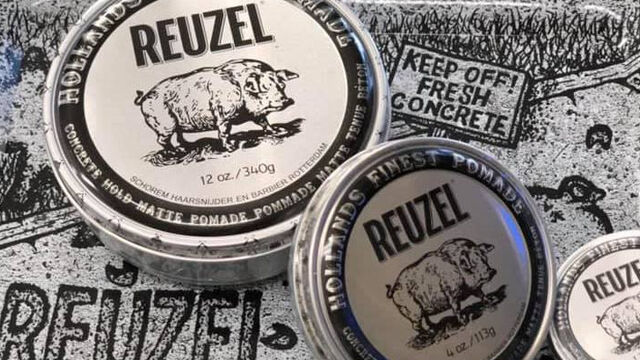 HOLLANDS
POMADE
REUZEL
12 oz./340g
SCHOREM HAARSNIJDER EN BARBIER ROTTERDAM
CONCRETE HOLD MATTE POMADE POMMADE MATTE TENUE BÉTON
KEEP OFF!
FRESH
CONCRETE
HOLLANDS FINEST POMADE
REUZEL
4 oz./113g
REUZEL
REUZEL